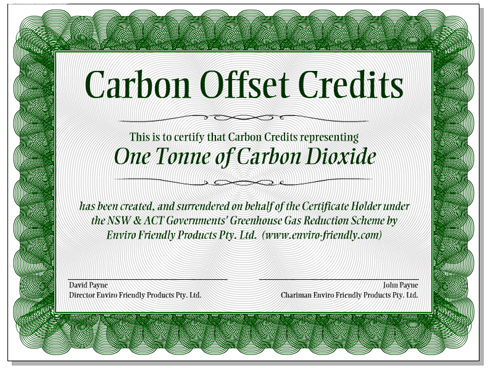 Carbon Offset Credits
This is to certify that Carbon Credits representing
One Tonne of Carbon Dioxide
has been created, and surrendered on behalf of the Certificate Holder under
the NSW & ACT Governments' Greenhouse Gas Reduction Scheme by
Enviro Friendly Products Pty. Ltd. (www.enviro-friendly.com)
David Payne
Director Enviro Friendly Products Pty. Ltd.
John Payne
Chariman Enviro Friendly Products Pty. Ltd.